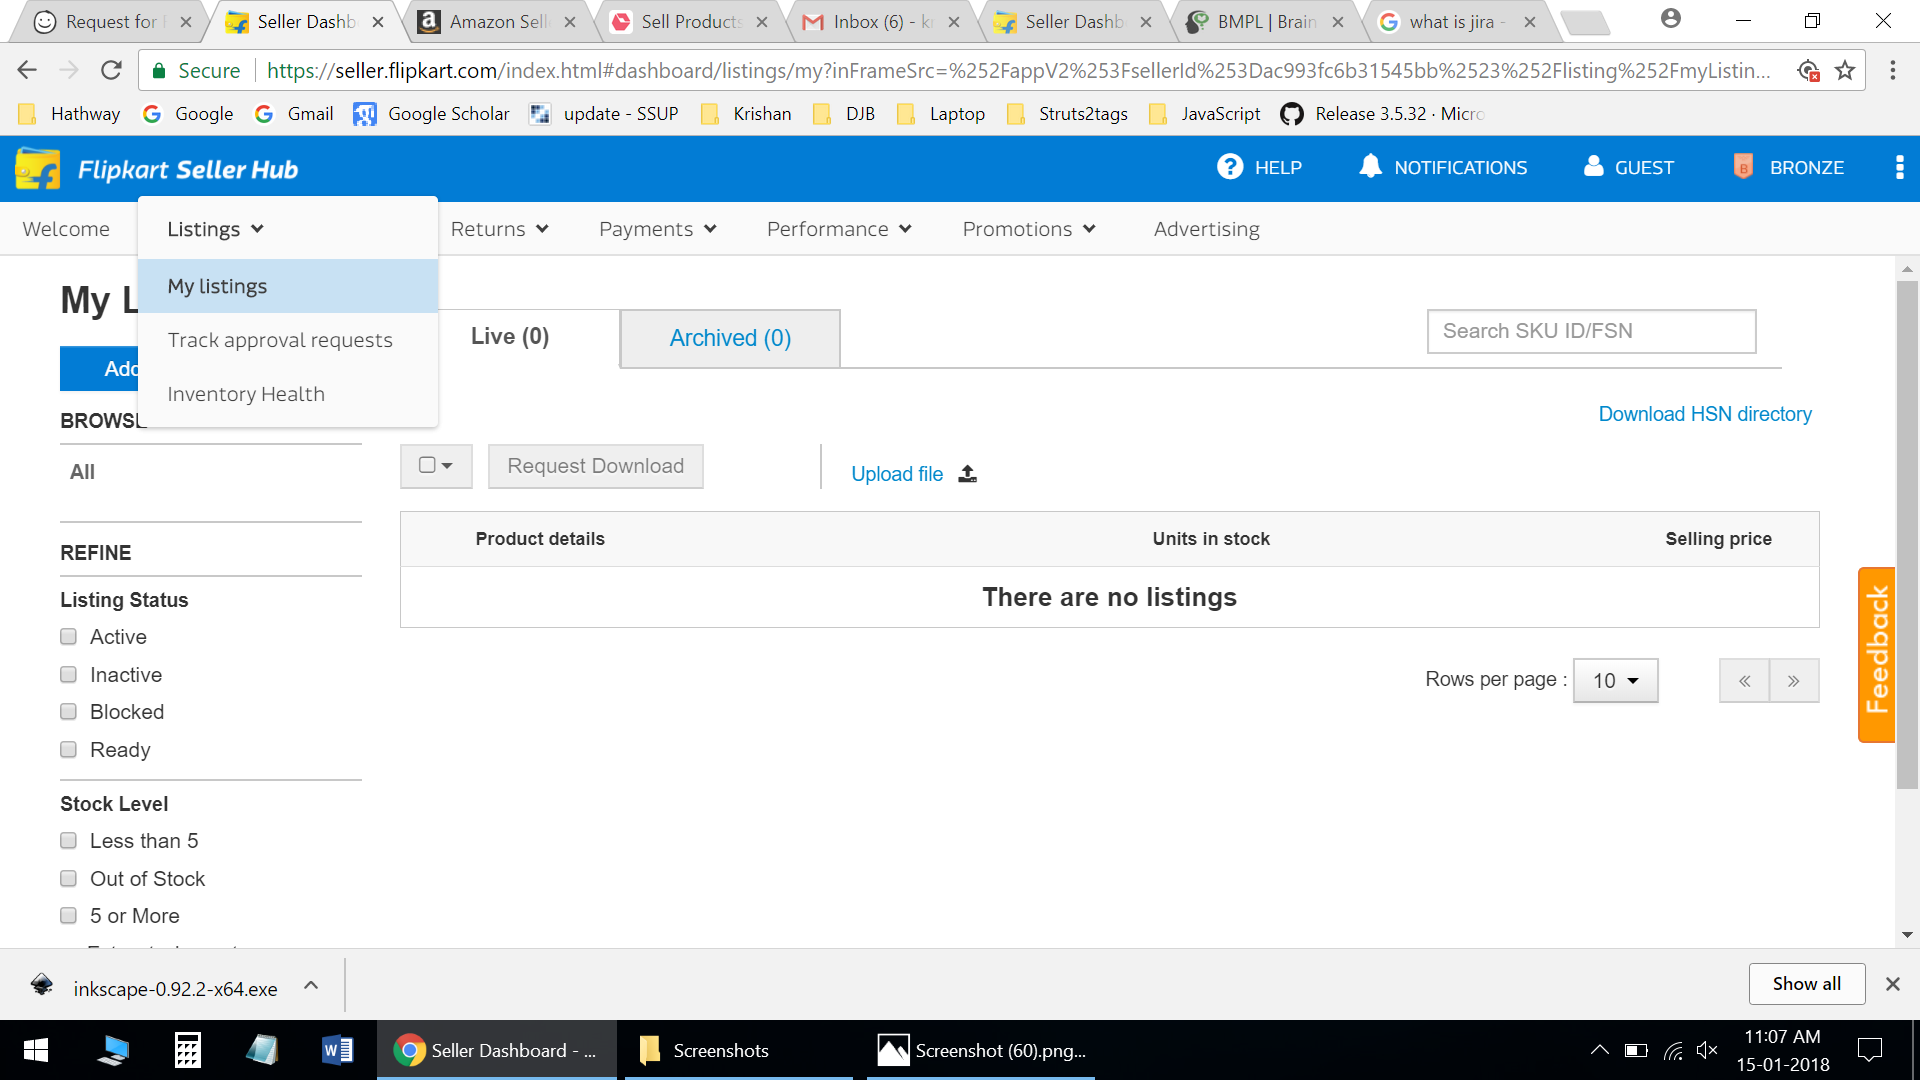 Request for
Seller Dashb
Amazon Sell
Sell Products
Inbox (6) - k
Seller Dashb
BMPL | Brain
what is jira -
Secure
https://seller.flipkart.com/index.html#dashboard/listings/my?inFrameSrc=%252FappV2%253FsellerId%253Dac993fc6b31545bb%2523%252Flisting%252FmyListin...
Hathway
Google
Gmail
Google Scholar
update - SSUP
Krishan
DJB
Laptop
Struts2tags
JavaScript
Release 3.5.32 · Micro
Flipkart Seller Hub
HELP
NOTIFICATIONS
GUEST
B
BRONZE
Welcome
Listings
Returns
Payments
Performance
Promotions
Advertising
My listings
Track approval requests
Inventory Health
My L
Live (0)
Archived (0)
Search SKU ID/FSN
Add
BROWSE
All
Download HSN directory
Request Download
Upload file
Product details
Units in stock
Selling price
There are no listings
Rows per page :
10
«
»
REFINE
Listing Status
Active
Inactive
Blocked
Ready
Stock Level
Less than 5
Out of Stock
5 or More
Feedback
inkscape-0.92.2-x64.exe
Show all
Seller Dashboard - ...
Screenshots
Screenshot (60).png...
11:07 AM
15-01-2018